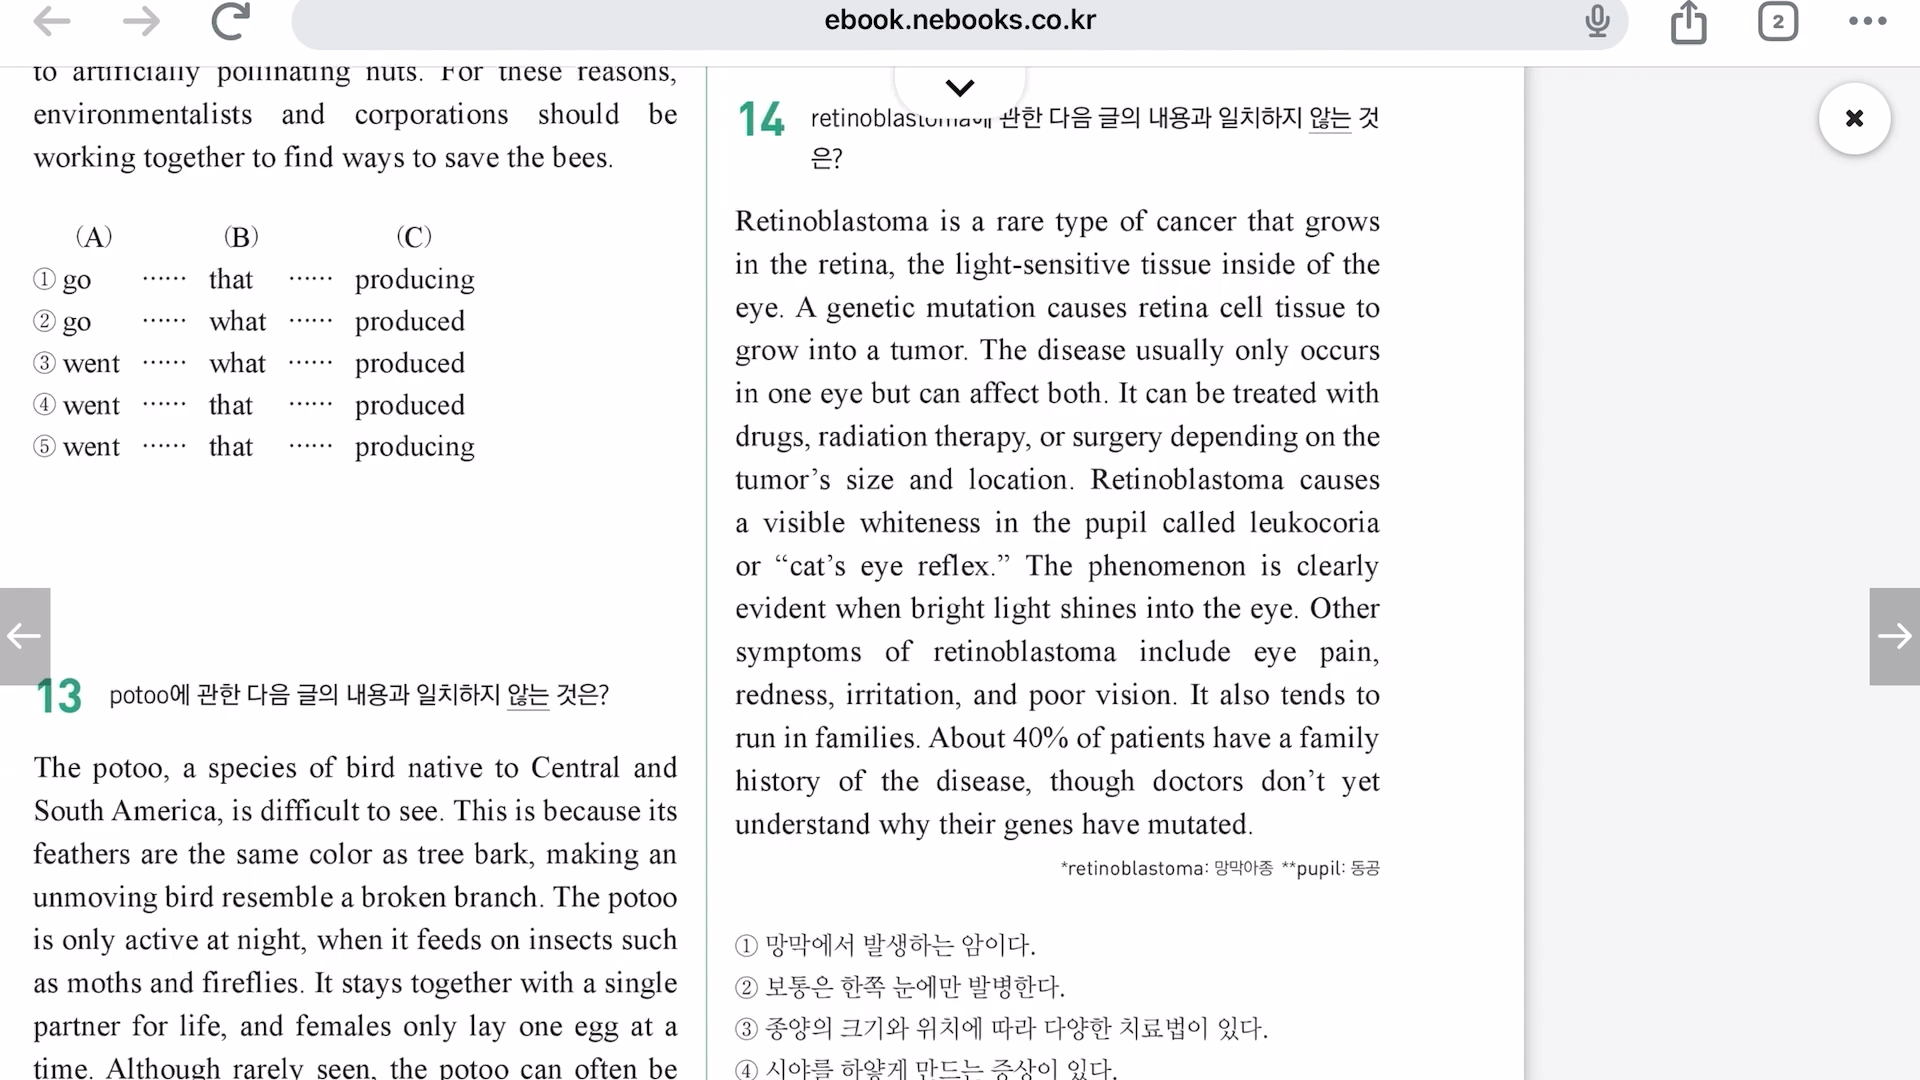 ebook.nebooks.co.kr
2
to artificially pollinating nuts. For these reasons,
environmentalists and corporations should be
working together to find ways to save the bees.
(A) (B) (C)
① go ······ that ······ producing
② go ······ what ······ produced
③ went ······ what ······ produced
④ went ······ that ······ produced
⑤ went ······ that ······ producing
13 potoo에 관한 다음 글의 내용과 일치하지 않는 것은?
The potoo, a species of bird native to Central and
South America, is difficult to see. This is because its
feathers are the same color as tree bark, making an
unmoving bird resemble a broken branch. The potoo
is only active at night, when it feeds on insects such
as moths and fireflies. It stays together with a single
partner for life, and females only lay one egg at a
time. Although rarely seen, the potoo can often be
14 retinoblastoma에 관한 다음 글의 내용과 일치하지 않는 것
은?
Retinoblastoma is a rare type of cancer that grows
in the retina, the light-sensitive tissue inside of the
eye. A genetic mutation causes retina cell tissue to
grow into a tumor. The disease usually only occurs
in one eye but can affect both. It can be treated with
drugs, radiation therapy, or surgery depending on the
tumor's size and location. Retinoblastoma causes
a visible whiteness in the pupil called leukocoria
or “cat's eye reflex.” The phenomenon is clearly
evident when bright light shines into the eye. Other
symptoms of retinoblastoma include eye pain,
redness, irritation, and poor vision. It also tends to
run in families. About 40% of patients have a family
history of the disease, though doctors don't yet
understand why their genes have mutated.
*retinoblastoma: 망막아종 **pupil: 동공
① 망막에서 발생하는 암이다.
② 보통은 한쪽 눈에만 발병한다.
③ 종양의 크기와 위치에 따라 다양한 치료법이 있다.
④ 시야를 하얗게 만드는 증상이 있다.